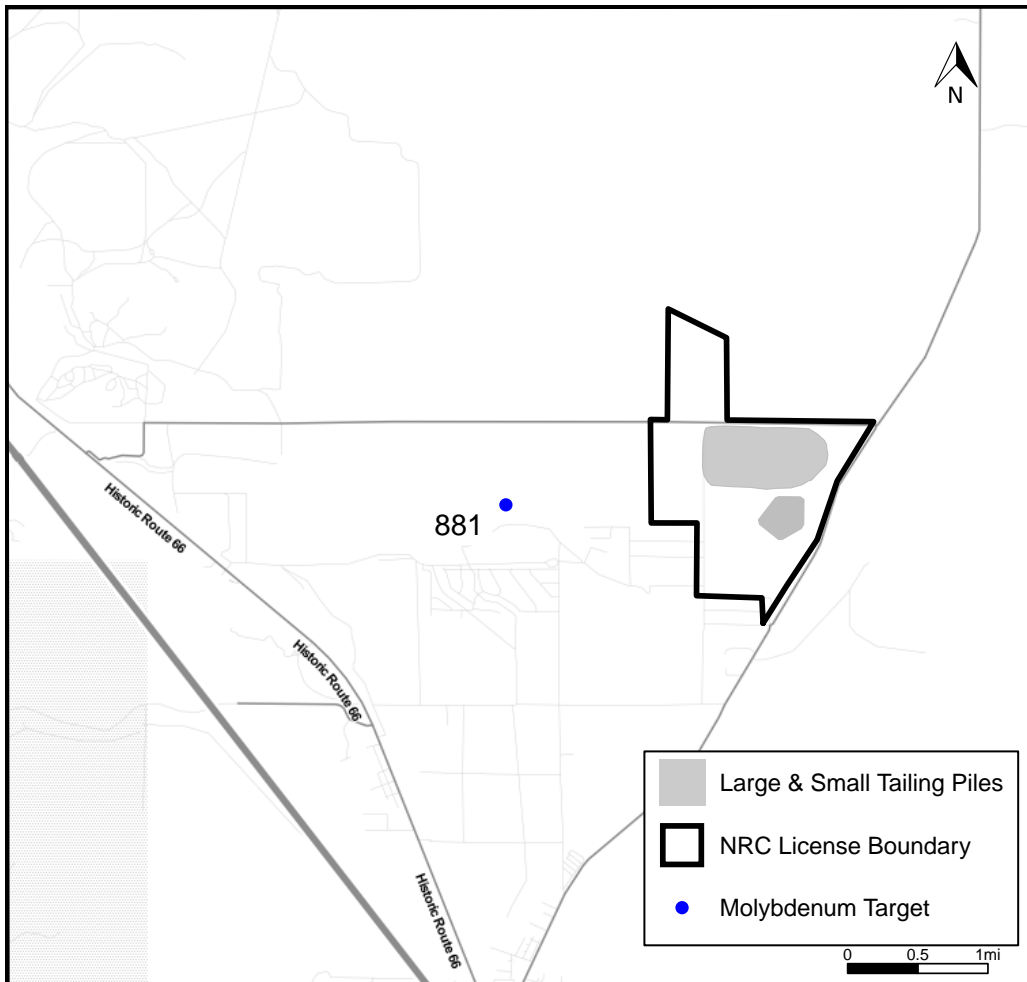 N
Historic Route 66
881
Historic Route 66
Large & Small Tailing Piles
NRC License Boundary
Historic Route 66
Molybdenum Target
0 0.5 1mi